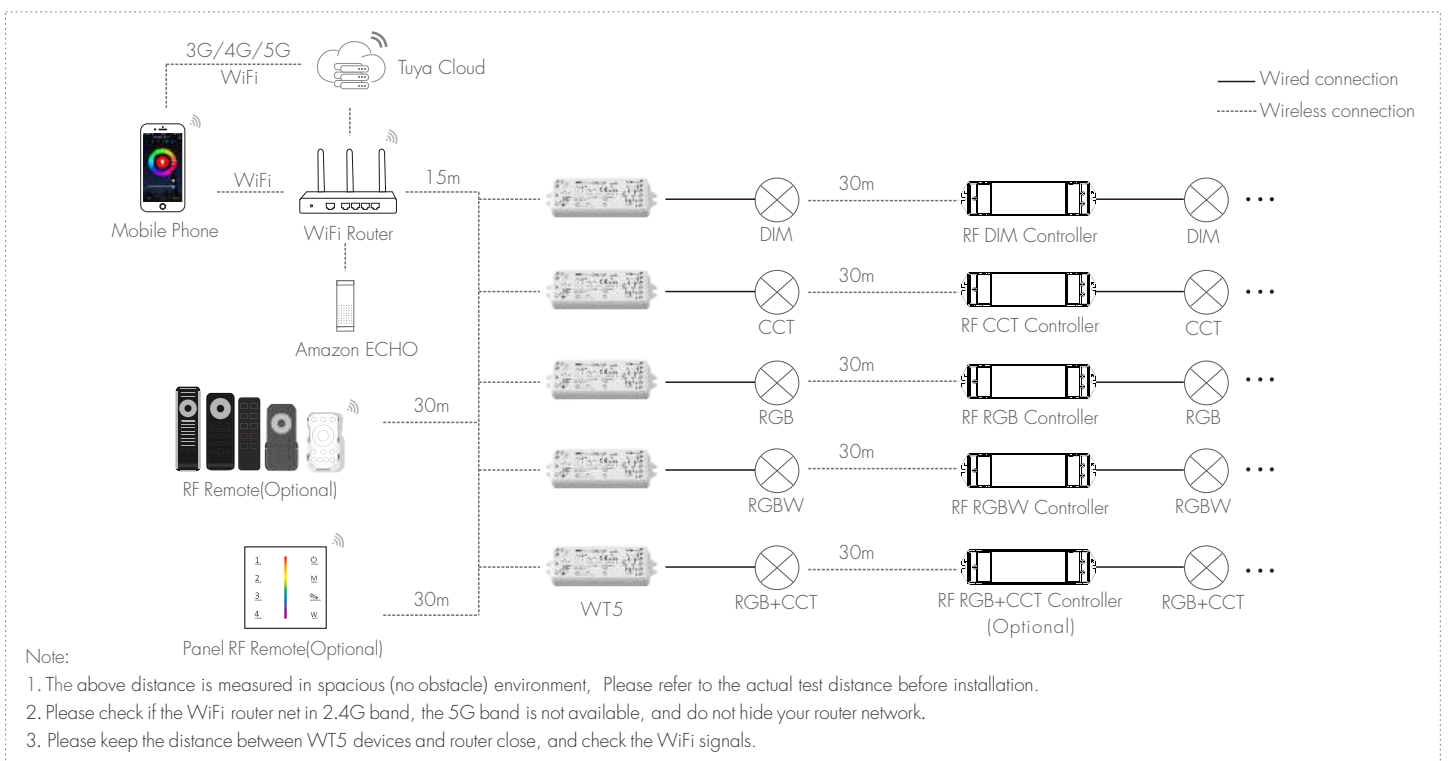 3G/4G/5G
WiFi
Tuya Cloud
Wired connection
Wireless connection
WiFi
15m
Mobile Phone
WiFi Router
Amazon ECHO
30m
DIM
RF DIM Controller
DIM
30m
CCT
RF CCT Controller
CCT
30m
RGB
RF RGB Controller
RGB
30m
RF Remote(Optional)
30m
RGBW
RF RGBW Controller
RGBW
1
2
M
3
4
W
30m
Panel RF Remote(Optional)
WT5
30m
RGB+CCT
RF RGB+CCT Controller
(Optional)
RGB+CCT
Note:
1. The above distance is measured in spacious (no obstacle) environment, Please refer to the actual test distance before installation.
2. Please check if the WiFi router net in 2.4G band, the 5G band is not available, and do not hide your router network.
3. Please keep the distance between WT5 devices and router close, and check the WiFi signals.